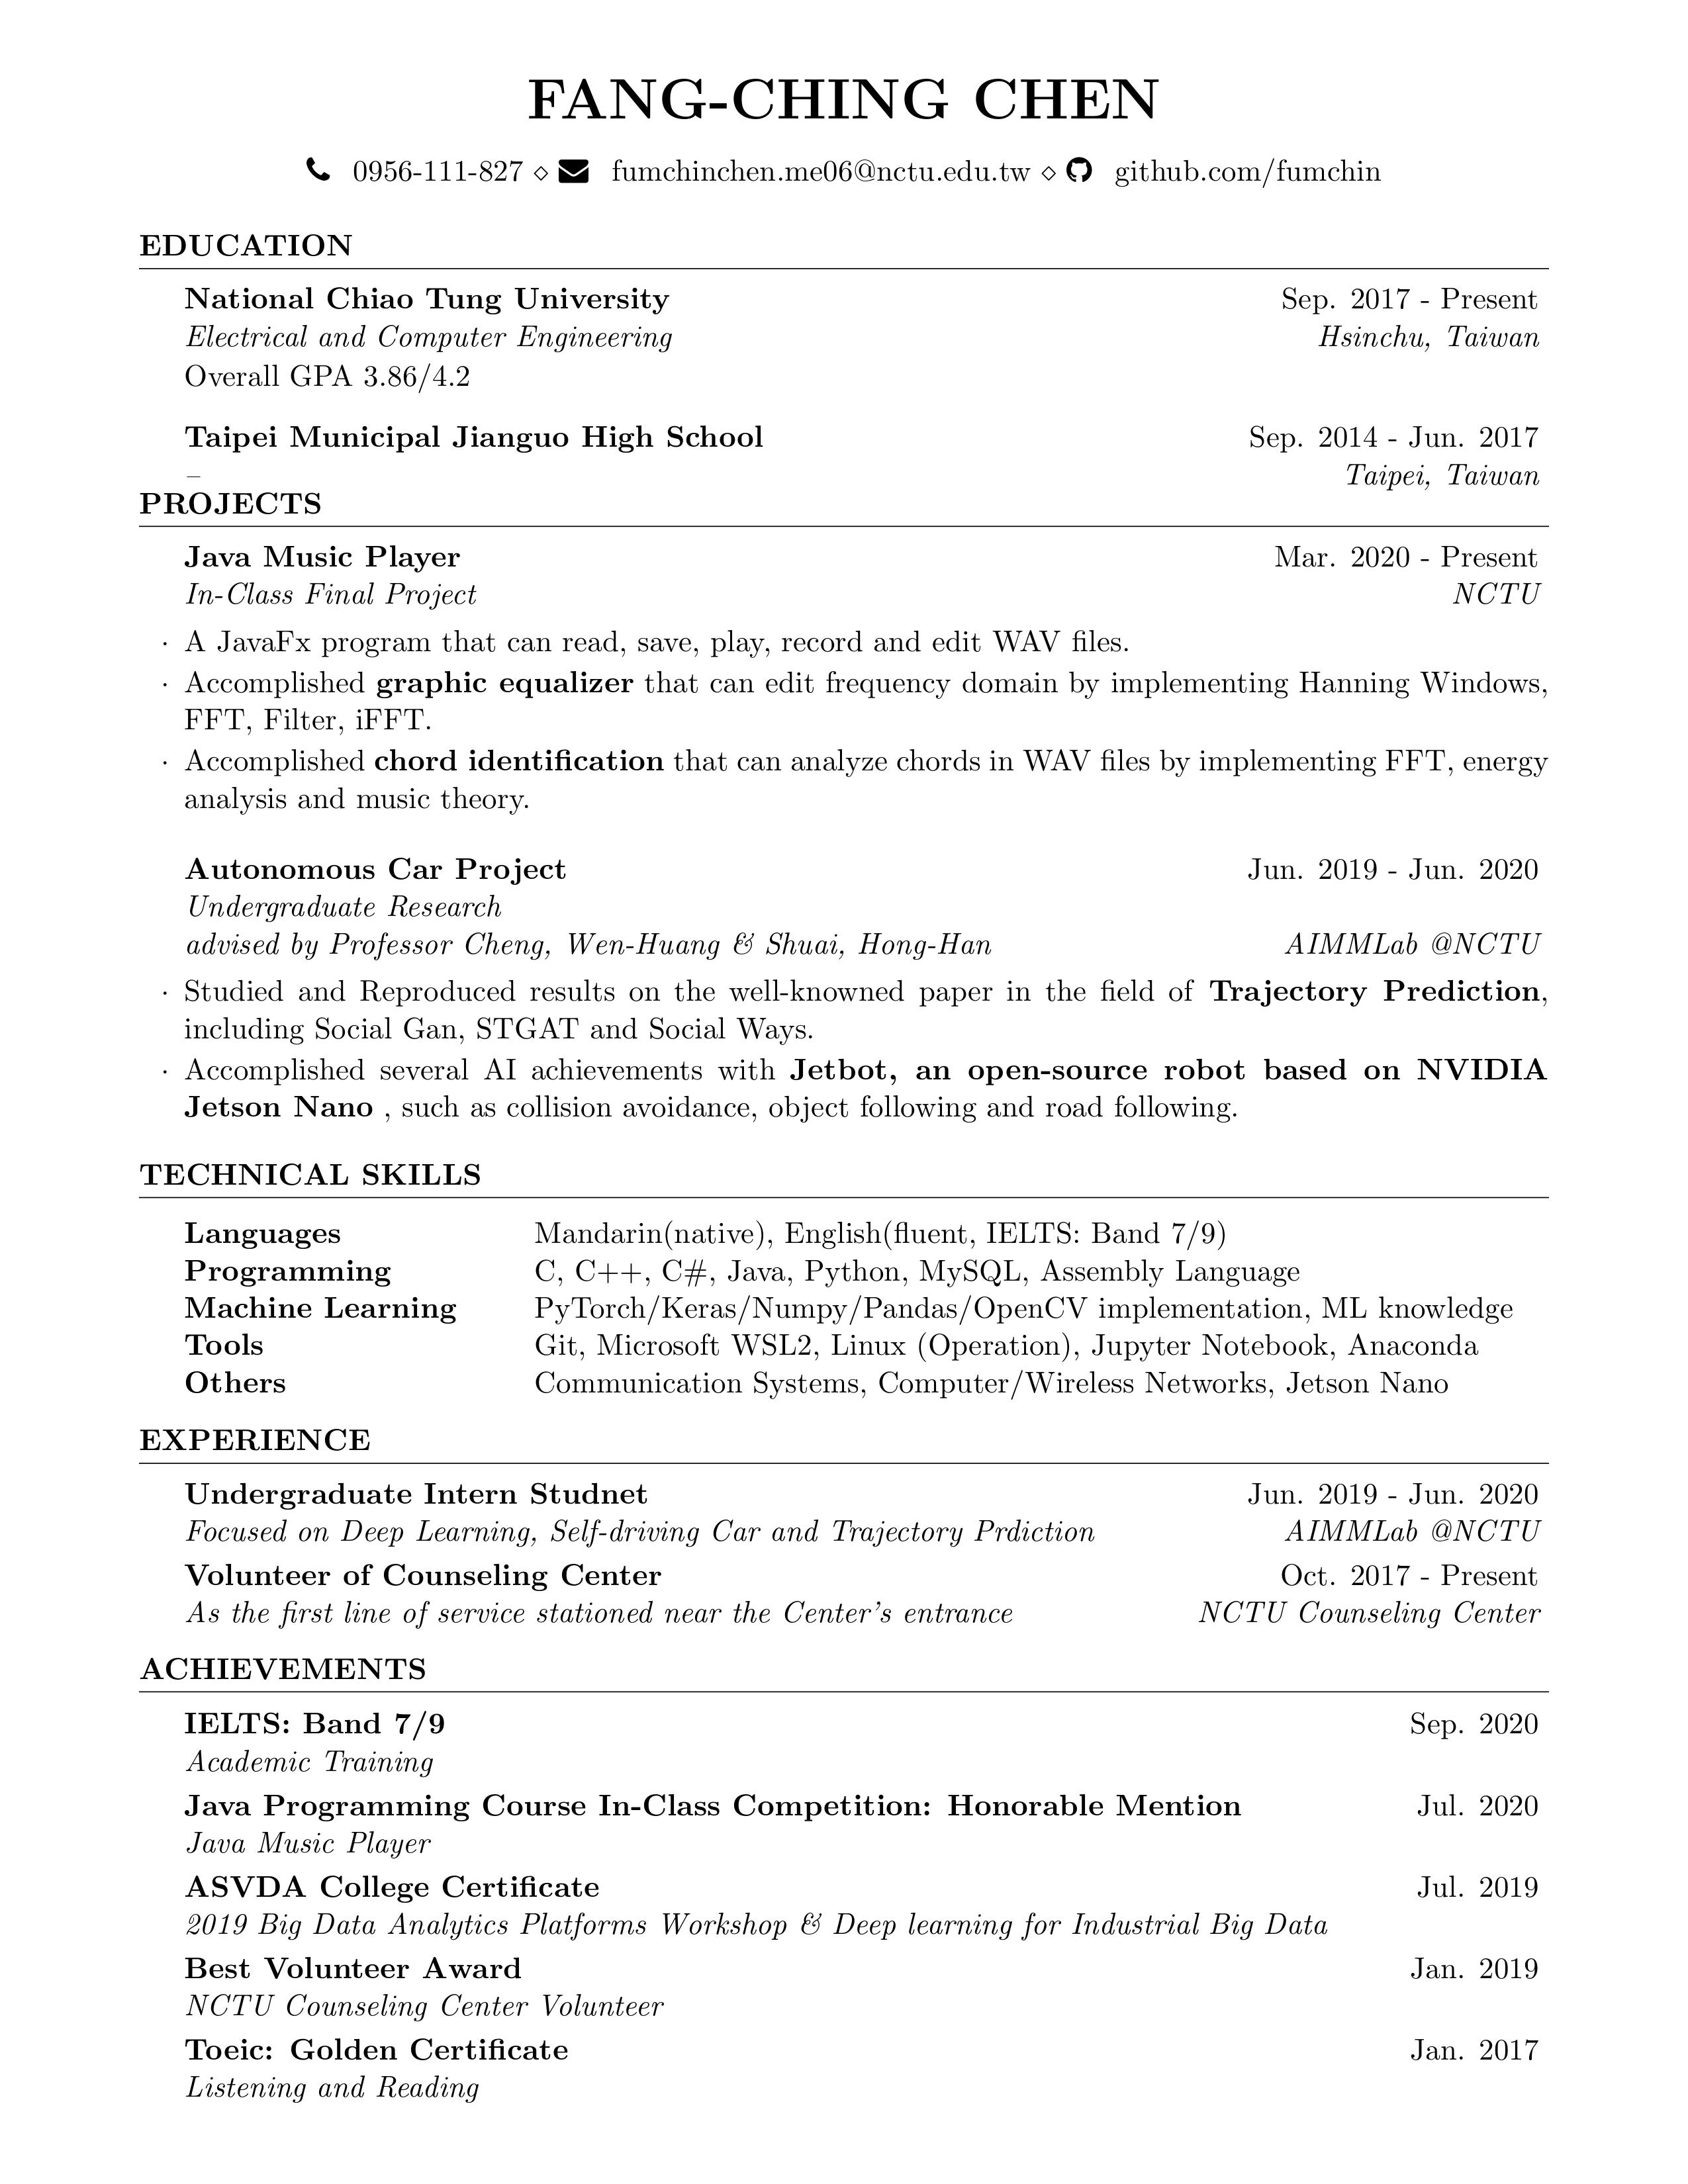 FANG-CHING CHEN
0956-111-827 ⋄ fumchinchen.me06@nctu.edu.tw ⋄ github.com/fumchin
EDUCATION
National Chiao Tung University Sep. 2017 - Present
Electrical and Computer Engineering Hsinchu, Taiwan
Overall GPA 3.86/4.2
Taipei Municipal Jianguo High School Sep. 2014 - Jun. 2017
– Taipei, Taiwan
PROJECTS
Java Music Player Mar. 2020 - Present
In-Class Final Project NCTU
· A JavaFx program that can read, save, play, record and edit WAV files.
· Accomplished graphic equalizer that can edit frequency domain by implementing Hanning Windows,
FFT, Filter, iFFT.
· Accomplished chord identification that can analyze chords in WAV files by implementing FFT, energy
analysis and music theory.
Autonomous Car Project Jun. 2019 - Jun. 2020
Undergraduate Research
advised by Professor Cheng, Wen-Huang & Shuai, Hong-Han AIMMLab @NCTU
· Studied and Reproduced results on the well-knowned paper in the field of Trajectory Prediction,
including Social Gan, STGAT and Social Ways.
· Accomplished several AI achievements with Jetbot, an open-source robot based on NVIDIA
Jetson Nano , such as collision avoidance, object following and road following.
TECHNICAL SKILLS
Languages Mandarin(native), English(fluent, IELTS: Band 7/9)
Programming C, C++, C#, Java, Python, MySQL, Assembly Language
Machine Learning PyTorch/Keras/Numpy/Pandas/OpenCV implementation, ML knowledge
Tools Git, Microsoft WSL2, Linux (Operation), Jupyter Notebook, Anaconda
Others Communication Systems, Computer/Wireless Networks, Jetson Nano
EXPERIENCE
Undergraduate Intern Studnet Jun. 2019 - Jun. 2020
Focused on Deep Learning, Self-driving Car and Trajectory Prdiction AIMMLab @NCTU
Volunteer of Counseling Center Oct. 2017 - Present
As the first line of service stationed near the Center's entrance NCTU Counseling Center
ACHIEVEMENTS
IELTS: Band 7/9 Sep. 2020
Academic Training
Java Programming Course In-Class Competition: Honorable Mention Jul. 2020
Java Music Player
ASVDA College Certificate Jul. 2019
2019 Big Data Analytics Platforms Workshop & Deep learning for Industrial Big Data
Best Volunteer Award Jan. 2019
NCTU Counseling Center Volunteer
Toeic: Golden Certificate Jan. 2017
Listening and Reading